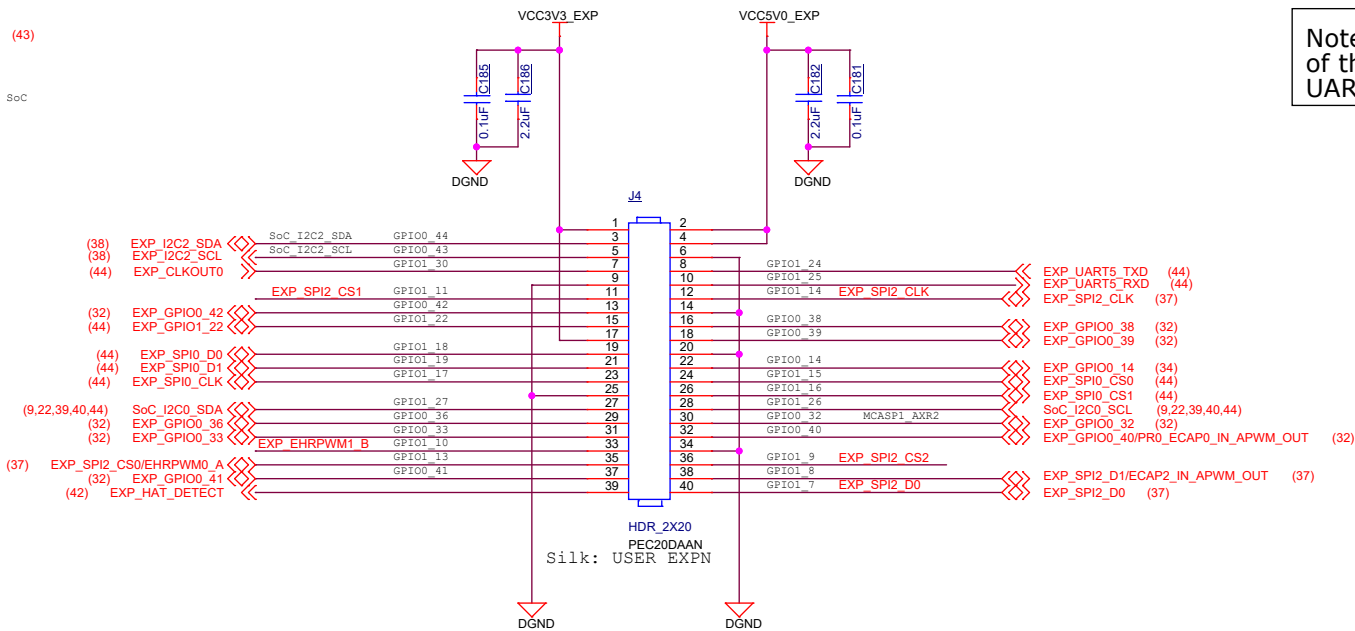 VCC3V3_EXP
VCC5V0_EXP
(43)
Note
of th
UAR
SoC
C185
0.1uF
C186
2.2uF
C182
2.2uF
C181
0.1uF
DGND
DGND
J4
1 2
(38) EXP_I2C2_SDA SoC_I2C2_SDA GPIO0_44 3 4
(38) EXP_I2C2_SCL SoC_I2C2_SCL GPIO0_43 5 6
(44) EXP_CLKOUT0 GPIO1_30 7 8 GPIO1_24 EXP_UART5_TXD (44)
9 10 GPIO1_25 EXP_UART5_RXD (44)
EXP_SPI2_CS1 GPIO1_11 11 12 GPIO1_14 EXP_SPI2_CLK EXP_SPI2_CLK (37)
(32) EXP_GPIO0_42 GPIO0_42 13 14
(44) EXP_GPIO1_22 GPIO1_22 15 16 GPIO0_38 EXP_GPIO0_38 (32)
17 18 GPIO0_39 EXP_GPIO0_39 (32)
(44) EXP_SPI0_D0 GPIO1_18 19 20
(44) EXP_SPI0_D1 GPIO1_19 21 22 GPIO0_14 EXP_GPIO0_14 (34)
(44) EXP_SPI0_CLK GPIO1_17 23 24 GPIO1_15 EXP_SPI0_CS0 (44)
25 26 GPIO1_16 EXP_SPI0_CS1 (44)
(9,22,39,40,44) SoC_I2C0_SDA GPIO1_27 27 28 GPIO1_26 SoC_I2C0_SCL (9,22,39,40,44)
(32) EXP_GPIO0_36 GPIO0_36 29 30 GPIO0_32 MCASP1_AXR2 EXP_GPIO0_32 (32)
(32) EXP_GPIO0_33 GPIO0_33 31 32 GPIO0_40 EXP_GPIO0_40/PR0_ECAP0_IN_APWM_OUT (32)
EXP_EHRPWM1_B GPIO1_10 33 34
(37) EXP_SPI2_CS0/EHRPWM0_A GPIO1_13 35 36 GPIO1_9 EXP_SPI2_CS2
(32) EXP_GPIO0_41 GPIO0_41 37 38 GPIO1_8 EXP_SPI2_D1/ECAP2_IN_APWM_OUT (37)
(42) EXP_HAT_DETECT 39 40 GPIO1_7 EXP_SPI2_D0 EXP_SPI2_D0 (37)
HDR_2X20
PEC20DAAN
Silk: USER EXPN
DGND
DGND